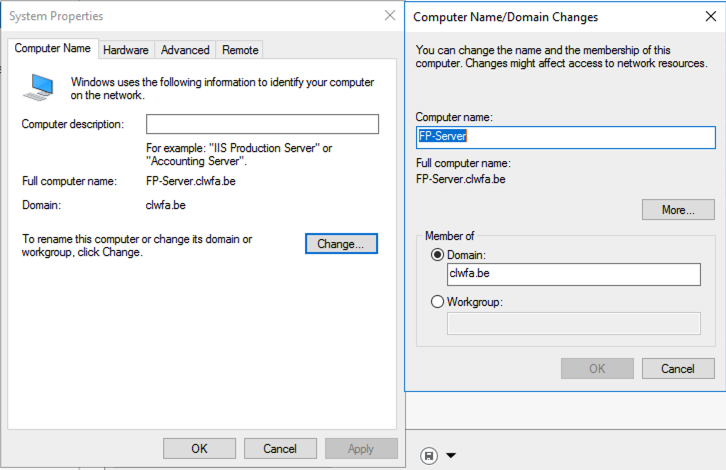 System Properties
Computer Name
Hardware
Advanced
Remote
Windows uses the following information to identify your computer
on the network.
Computer description:
For example: "IIS Production Server" or
"Accounting Server".
Full computer name:
FP-Server.clwfa.be
Domain:
clwfa.be
To rename this computer or change its domain or
workgroup, click Change.
Change...
OK
Cancel
Apply
Computer Name/Domain Changes
You can change the name and the membership of this
computer. Changes might affect access to network resources.
Computer name:
FP-Server
Full computer name:
FP-Server.clwfa.be
More...
Member of
Domain:
clwfa.be
Workgroup:
OK
Cancel